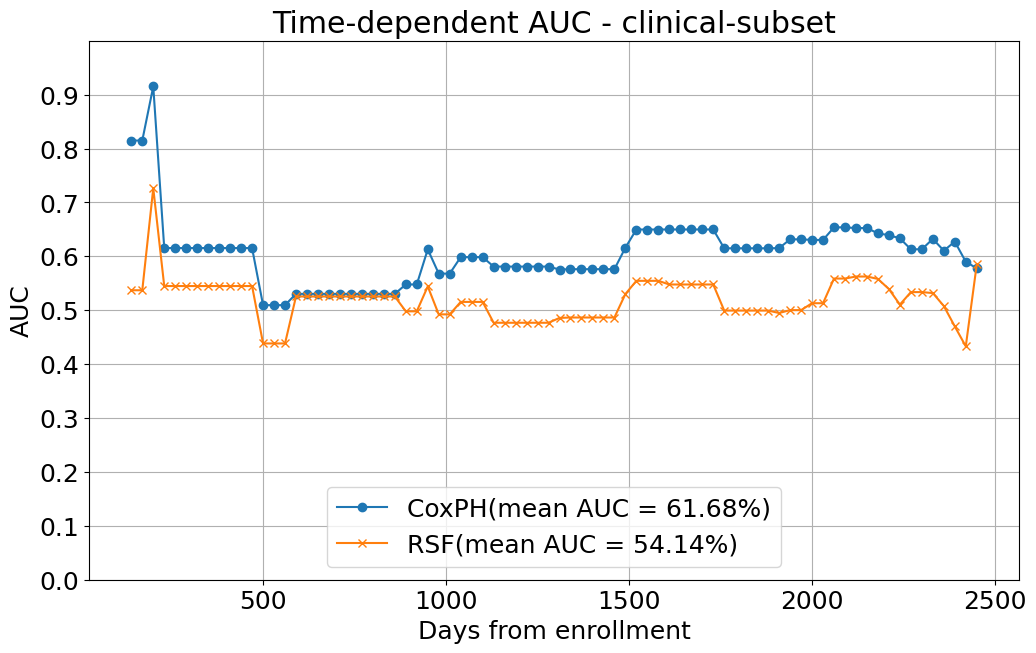 Time-dependent AUC - clinical-subset
AUC
0.9
0.8
0.7
0.6
0.5
0.4
0.3
0.2
0.1
0.0
CoxPH(mean AUC = 61.68%)
RSF(mean AUC = 54.14%)
500 1000 1500 2000 2500
Days from enrollment